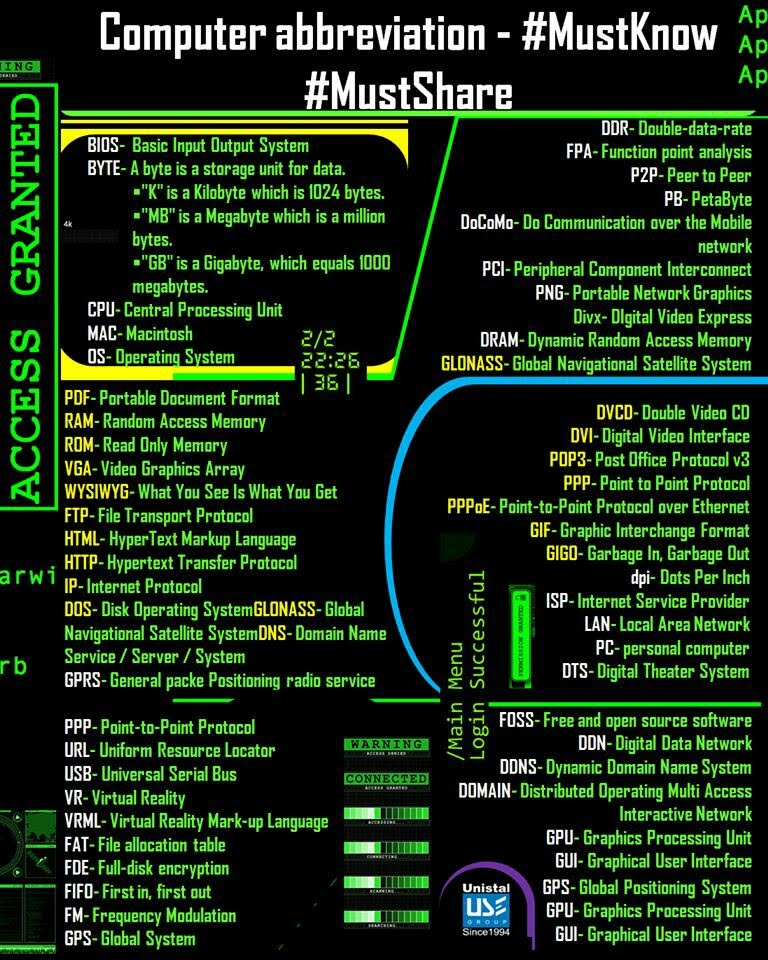 Computer abbreviation - #MustKnow
#MustShare
Ap
Ap
Ap
NING
ENIED
ACCESS GRANTED
4k
BIOS- Basic Input Output System
BYTE- A byte is a storage unit for data.
▪"K" is a Kilobyte which is 1024 bytes.
▪"MB" is a Megabyte which is a million
bytes.
▪"GB" is a Gigabyte, which equals 1000
megabytes.
CPU- Central Processing Unit
MAC- Macintosh
OS- Operating System
2/2
22:26
| 36 |
PDF- Portable Document Format
RAM- Random Access Memory
ROM- Read Only Memory
VGA- Video Graphics Array
WYSIWYG- What You See Is What You Get
FTP- File Transport Protocol
HTML- HyperText Markup Language
HTTP- Hypertext Transfer Protocol
IP- Internet Protocol
DOS- Disk Operating SystemGLONASS- Global
Navigational Satellite SystemDNS- Domain Name
Service / Server / System
GPRS- General packe Positioning radio service
arwi
rb
PPP- Point-to-Point Protocol
URL- Uniform Resource Locator
USB- Universal Serial Bus
VR- Virtual Reality
VRML- Virtual Reality Mark-up Language
FAT- File allocation table
FDE- Full-disk encryption
FIFO- First in, first out
FM- Frequency Modulation
GPS- Global System
WARNING
ACCESS DENIED
CONNECTED
ACCESS GRANTED
ACCESSING...
CONNECTING...
SCANNING...
SEARCHING...
DDR- Double-data-rate
FPA- Function point analysis
P2P- Peer to Peer
PB- PetaByte
DoCoMo- Do Communication over the Mobile
network
PCI- Peripheral Component Interconnect
PNG- Portable Network Graphics
Divx- DIgital Video Express
DRAM- Dynamic Random Access Memory
GLONASS- Global Navigational Satellite System
DVCD- Double Video CD
DVI- Digital Video Interface
POP3- Post Office Protocol v3
PPP- Point to Point Protocol
PPPoE- Point-to-Point Protocol over Ethernet
GIF- Graphic Interchange Format
GIGO- Garbage In, Garbage Out
dpi- Dots Per Inch
ISP- Internet Service Provider
LAN- Local Area Network
PC- personal computer
DTS- Digital Theater System
/Main Menu
Login Successful
PERMISSION GRANTED
FOSS- Free and open source software
DDN- Digital Data Network
DDNS- Dynamic Domain Name System
DOMAIN- Distributed Operating Multi Access
Interactive Network
GPU- Graphics Processing Unit
GUI- Graphical User Interface
GPS- Global Positioning System
GPU- Graphics Processing Unit
GUI- Graphical User Interface
Unistal
USE
GROUP
Since1994